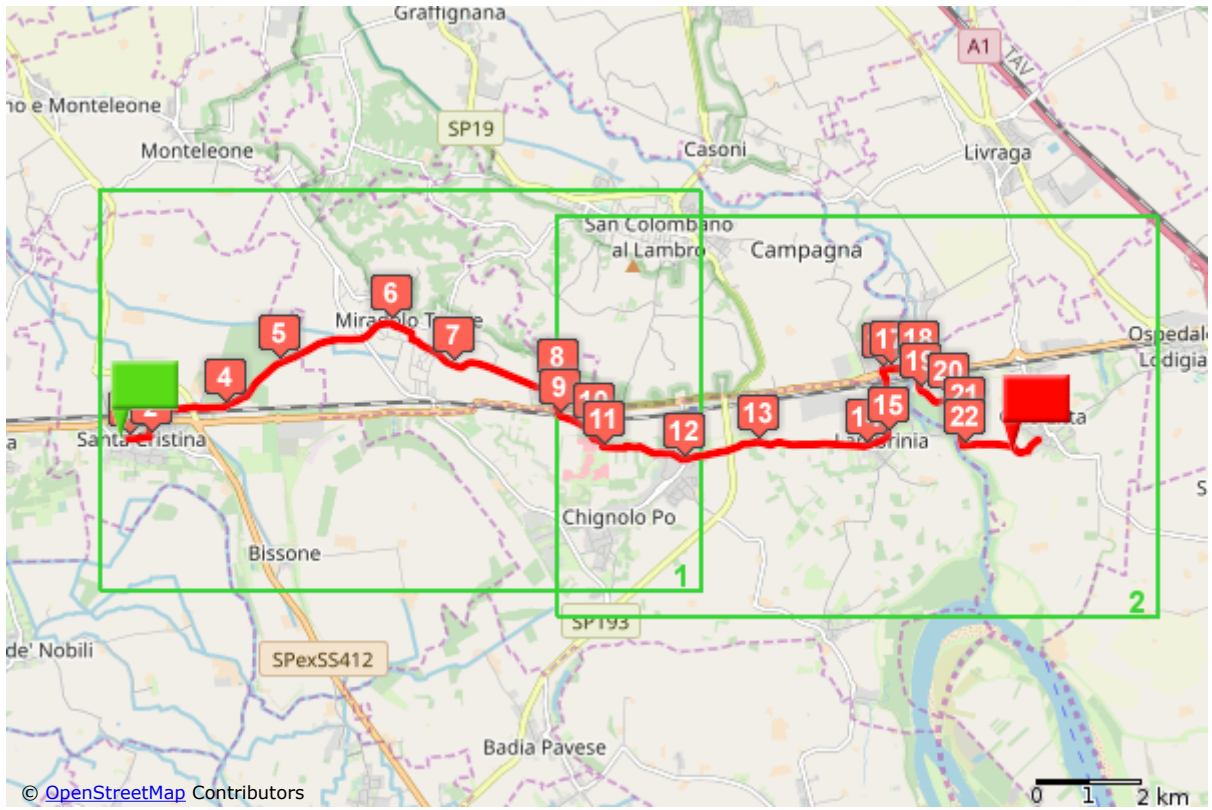 Graffignana
A1
TAV
no e Monteleone
SP19
Monteleone
Casoni
Livraga
San Colombano
al Lambro
Campagna
6
Miradolo Terme
5
7
17
18
Ospedale
Lodigia
8
19
20
4
9
21
10
11
15
22
2
12
13
Santa Cristina
a
Chignolo Po
S
Bissone
1
2
SP193
de' Nobili
SPexSS412
Badia Pavese
© OpenStreetMap Contributors
0 1 2 km